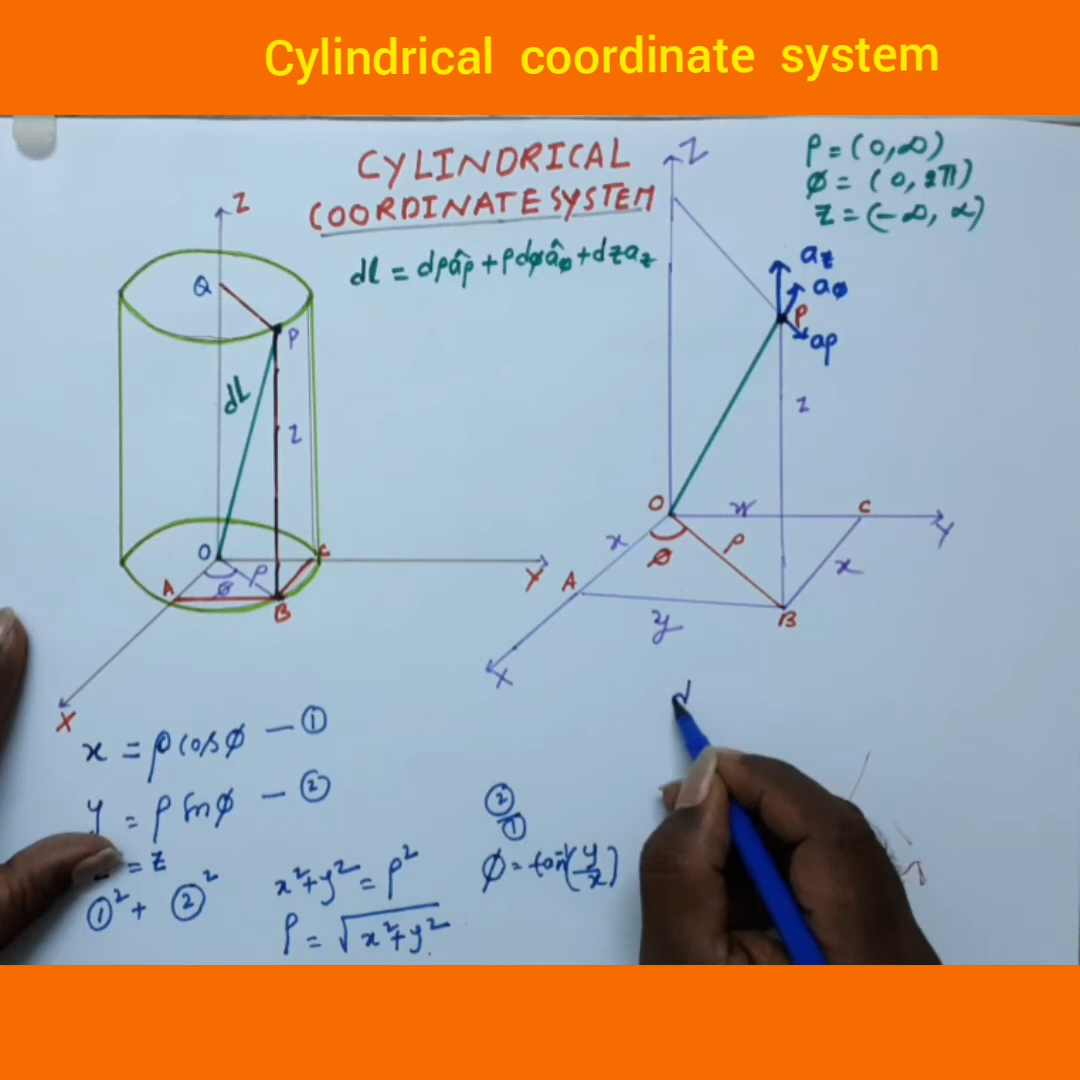 Cylindrical coordinate system
CYLINDRICAL
COORDINATE SYSTEM
dl = dρâρ + ρdφâφ + dzaz
ρ = (0, ∞)
φ = (0, 2π)
z = (-∞, ∝)
Z
Q
P
dL
z
O
φ
ρ
A
B
C
Y
X
Z
az
aφ
P
aρ
z
O
C
Y
x
φ
ρ
x
A
y
B
X
x = ρ cos φ — ①
y = ρ sin φ — ②
= z
①² + ②²
x² + y² = ρ²
ρ = √x² + y²
②/①
φ = tan⁻¹(y/x)